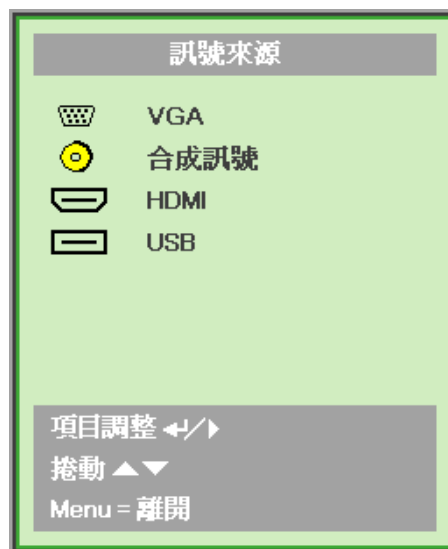 訊號來源
VGA
合成訊號
HDMI
USB
項目調整 ↵/▶
捲動 ▲▼
Menu = 離開